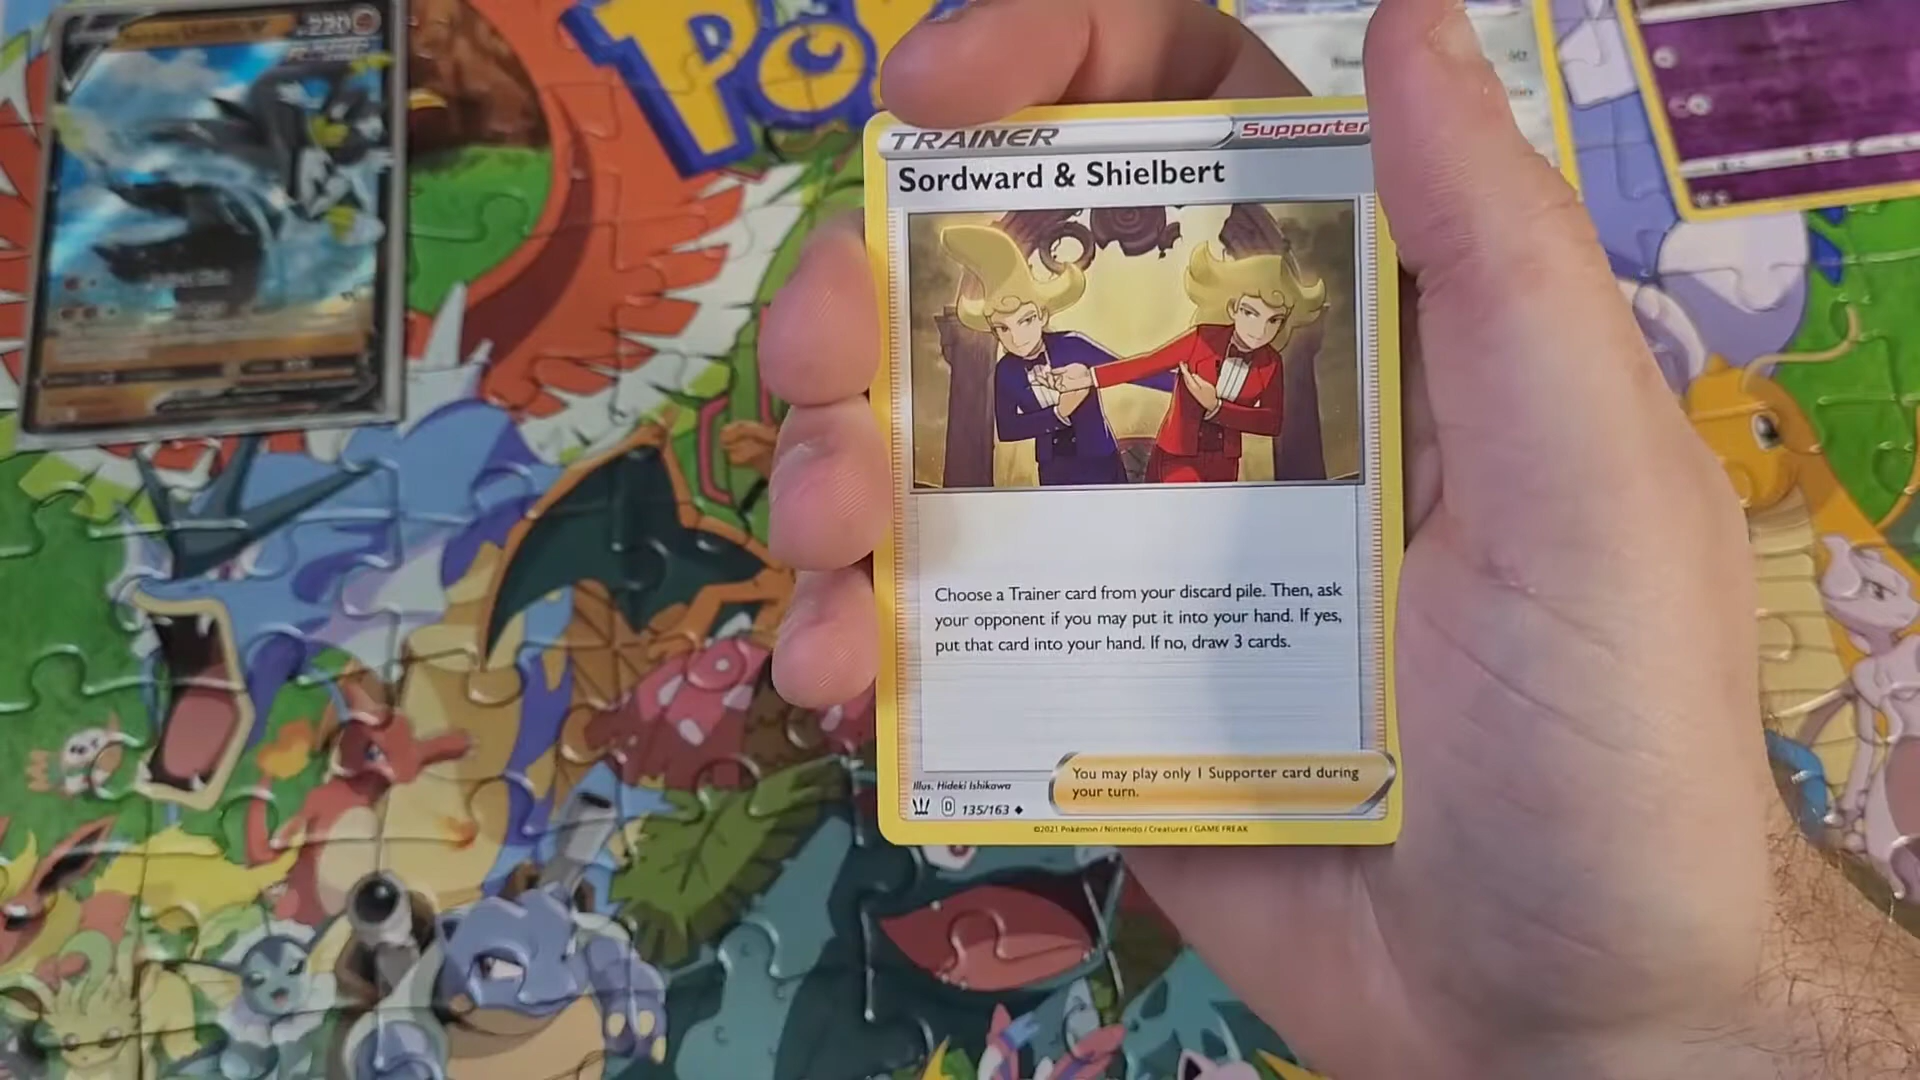 220
POK
TRAINER
Supporter
Sordward & Shielbert
Choose a Trainer card from your discard pile. Then, ask
your opponent if you may put it into your hand. If yes,
put that card into your hand. If no, draw 3 cards.
You may play only 1 Supporter card during
your turn.
Illus. Hideki Ishikawa
D 135/163
©2021 Pokémon / Nintendo / Creatures / GAME FREAK